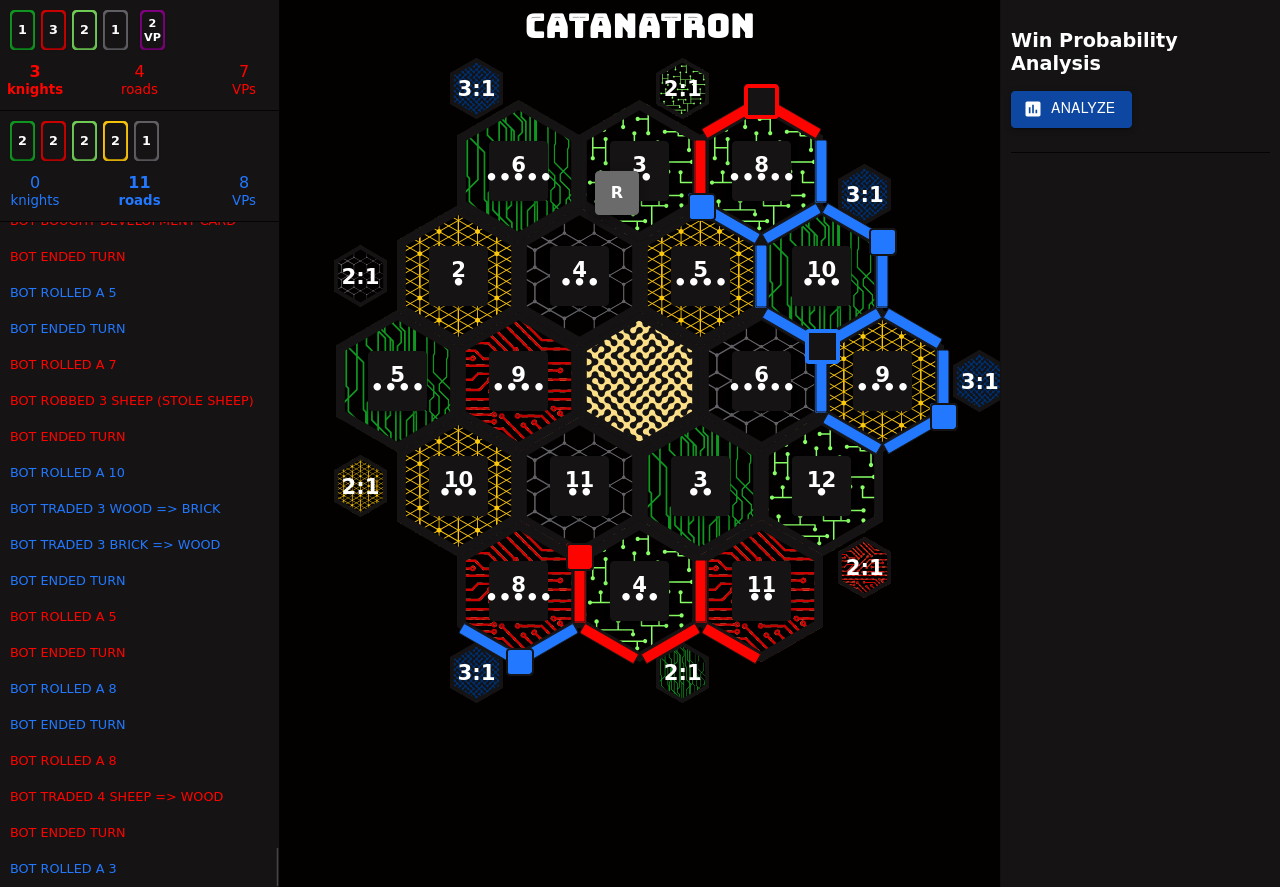 1 3 2 1 2 VP
3 4 7
knights roads VPs
2 2 2 2 1
0 11 8
knights roads VPs
BOT BOUGHT DEVELOPMENT CARD
BOT ENDED TURN
BOT ROLLED A 5
BOT ENDED TURN
BOT ROLLED A 7
BOT ROBBED 3 SHEEP (STOLE SHEEP)
BOT ENDED TURN
BOT ROLLED A 10
BOT TRADED 3 WOOD => BRICK
BOT TRADED 3 BRICK => WOOD
BOT ENDED TURN
BOT ROLLED A 5
BOT ENDED TURN
BOT ROLLED A 8
BOT ENDED TURN
BOT ROLLED A 8
BOT TRADED 4 SHEEP => WOOD
BOT ENDED TURN
BOT ROLLED A 3
CATANATRON
3:1 2:1
6 3 8
R 3:1
2:1 2 4 5 10
5 9 6 9 3:1
2:1 10 11 3 12
8 4 11 2:1
3:1 2:1
Win Probability
Analysis
ANALYZE